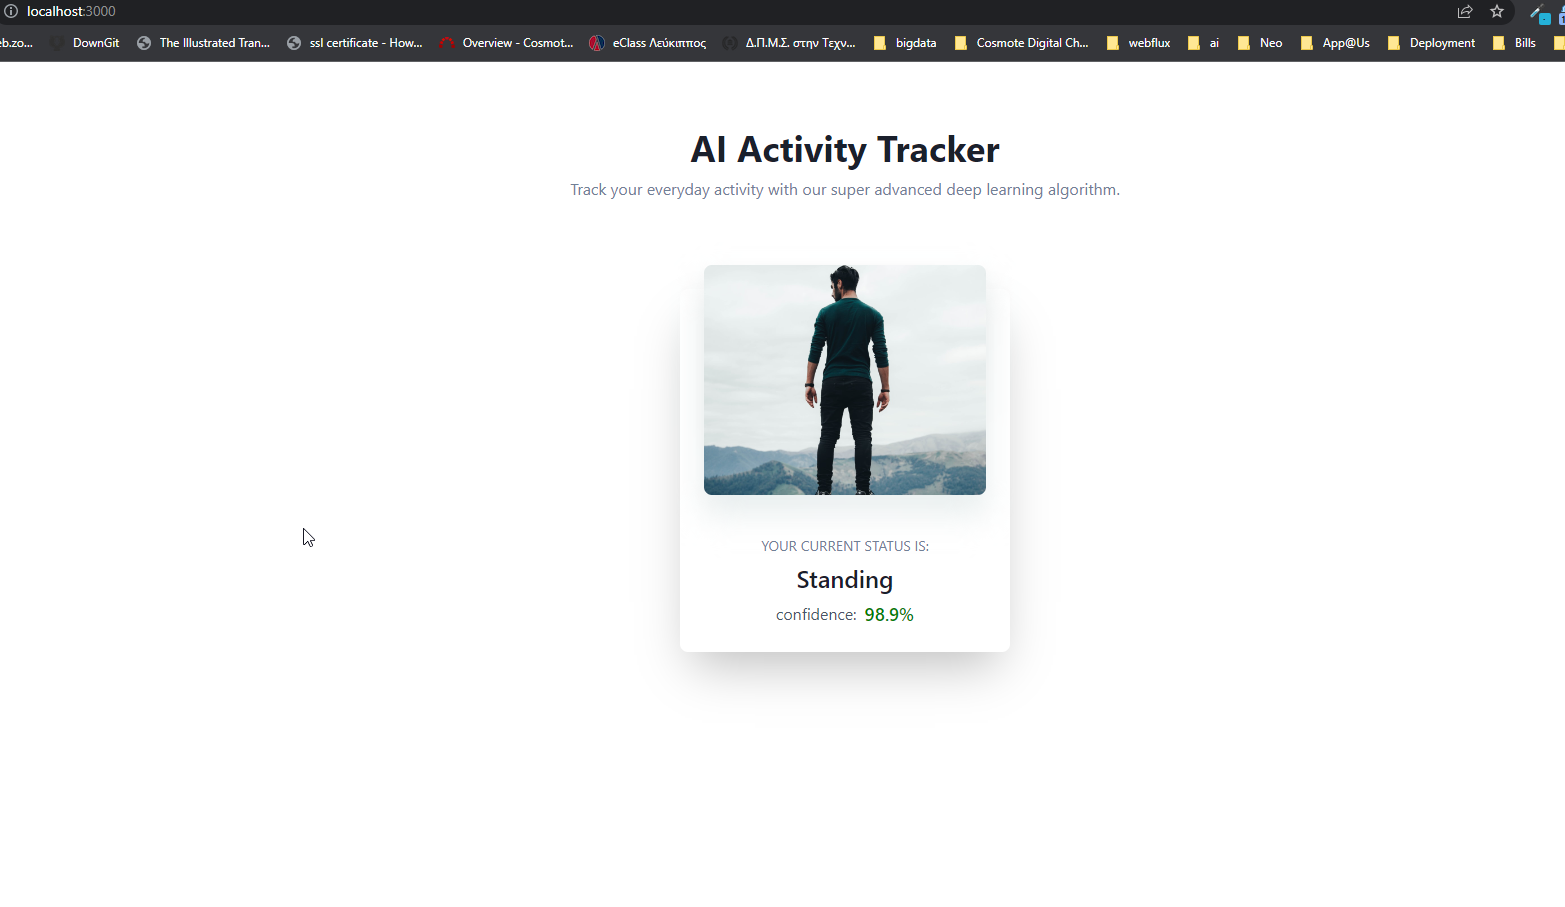 localhost:3000
eb.zo... DownGit The Illustrated Tran... ssl certificate - How... Overview - Cosmot... eClass Λεύκιππος Δ.Π.Μ.Σ. στην Τεχν... bigdata Cosmote Digital Ch... webflux ai Neo App@Us Deployment Bills
AI Activity Tracker
Track your everyday activity with our super advanced deep learning algorithm.
YOUR CURRENT STATUS IS:
Standing
confidence: 98.9%